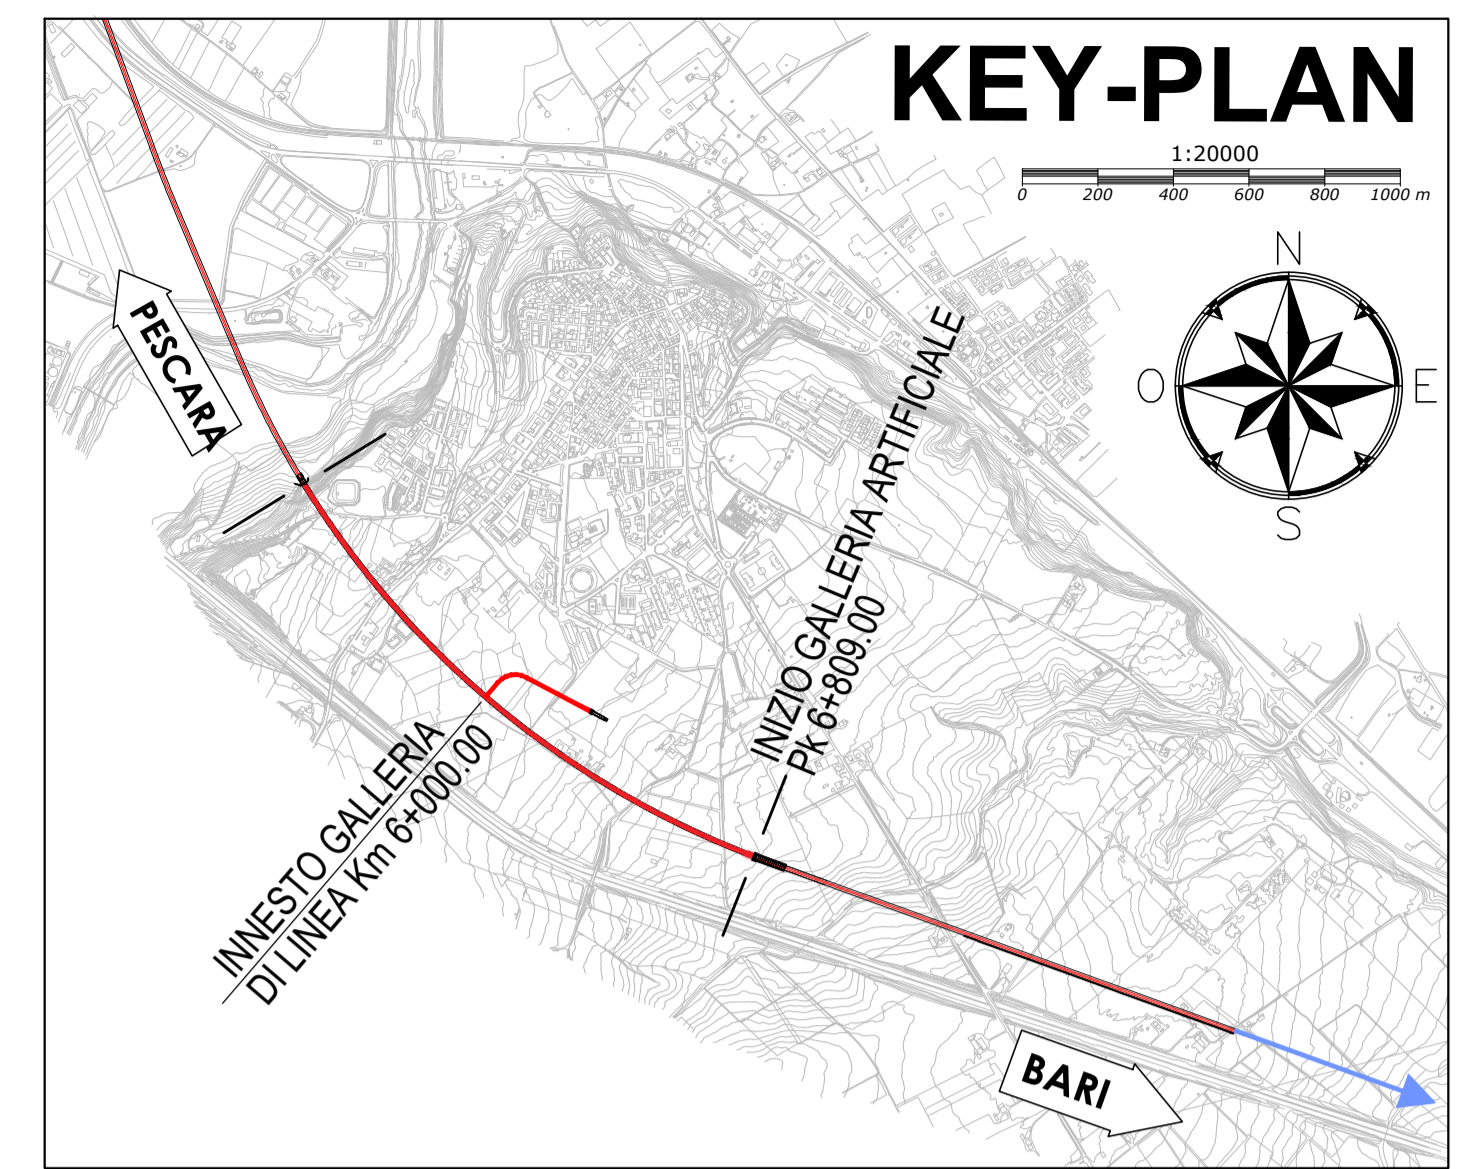 KEY-PLAN
1:20000
0 200 400 600 800 1000 m
N
O
E
S
PESCARA
INIZIO GALLERIA ARTIFICIALE
Pk 6+809.00
INNESTO GALLERIA
DI LINEA Km 6+000.00
BARI